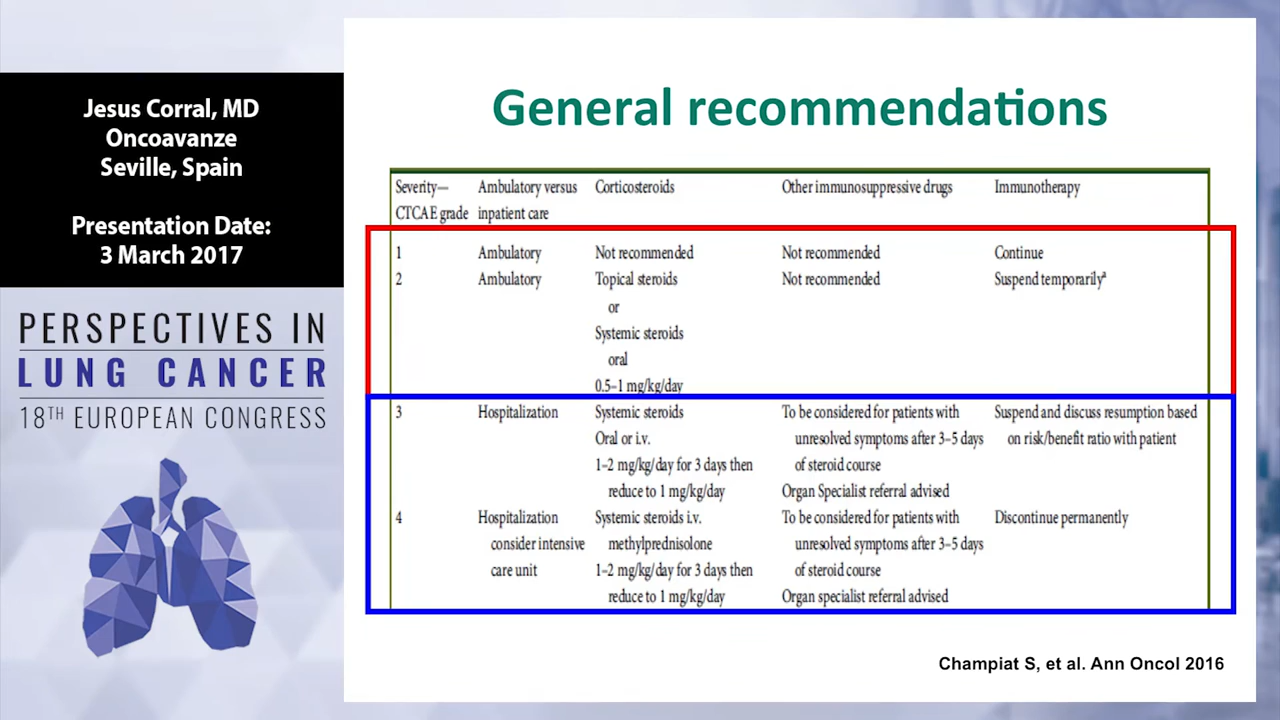 Jesus Corral, MD
Oncoavanze
Seville, Spain
Presentation Date:
3 March 2017
PERSPECTIVES IN
LUNG CANCER
18TH EUROPEAN CONGRESS
General recommendations
Severity— Ambulatory versus Corticosteroids Other immunosuppressive drugs Immunotherapy
CTCAE grade inpatient care
1 Ambulatory Not recommended Not recommended Continue
2 Ambulatory Topical steroids Not recommended Suspend temporarilyª
or
Systemic steroids
oral
0.5–1 mg/kg/day
3 Hospitalization Systemic steroids To be considered for patients with Suspend and discuss resumption based
Oral or i.v. unresolved symptoms after 3–5 days on risk/benefit ratio with patient
1–2 mg/kg/day for 3 days then of steroid course
reduce to 1 mg/kg/day Organ Specialist referral advised
4 Hospitalization Systemic steroids i.v. To be considered for patients with Discontinue permanently
consider intensive methylprednisolone unresolved symptoms after 3–5 days
care unit 1–2 mg/kg/day for 3 days then of steroid course
reduce to 1 mg/kg/day Organ specialist referral advised
Champiat S, et al. Ann Oncol 2016